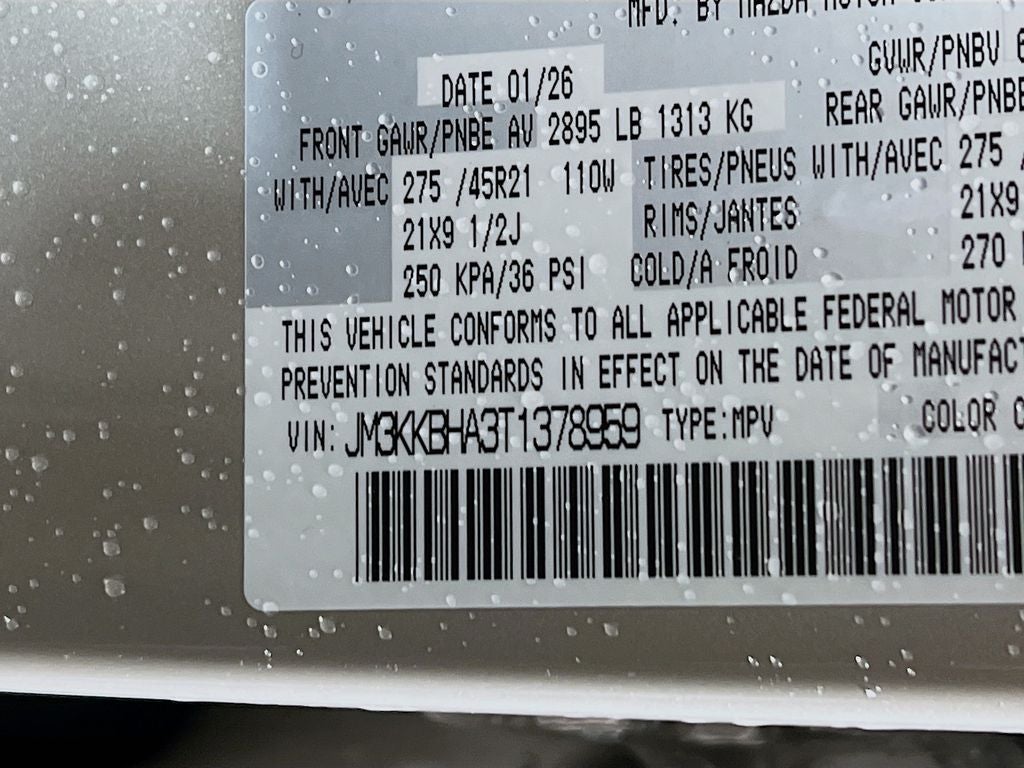 MFD. BY MAZDA MOTOR
DATE 01/26
GVWR/PNBV 6
FRONT GAWR/PNBE AV 2895 LB 1313 KG
REAR GAWR/PNBE
WITH/AVEC 275 /45R21 110W TIRES/PNEUS WITH/AVEC 275 /
21X9 1/2J RIMS/JANTES 21X9
250 KPA/36 PSI COLD/A FROID 270
THIS VEHICLE CONFORMS TO ALL APPLICABLE FEDERAL MOTOR
PREVENTION STANDARDS IN EFFECT ON THE DATE OF MANUFACT
VIN: JM3KKBHA3T1378959 TYPE:MPV COLOR C